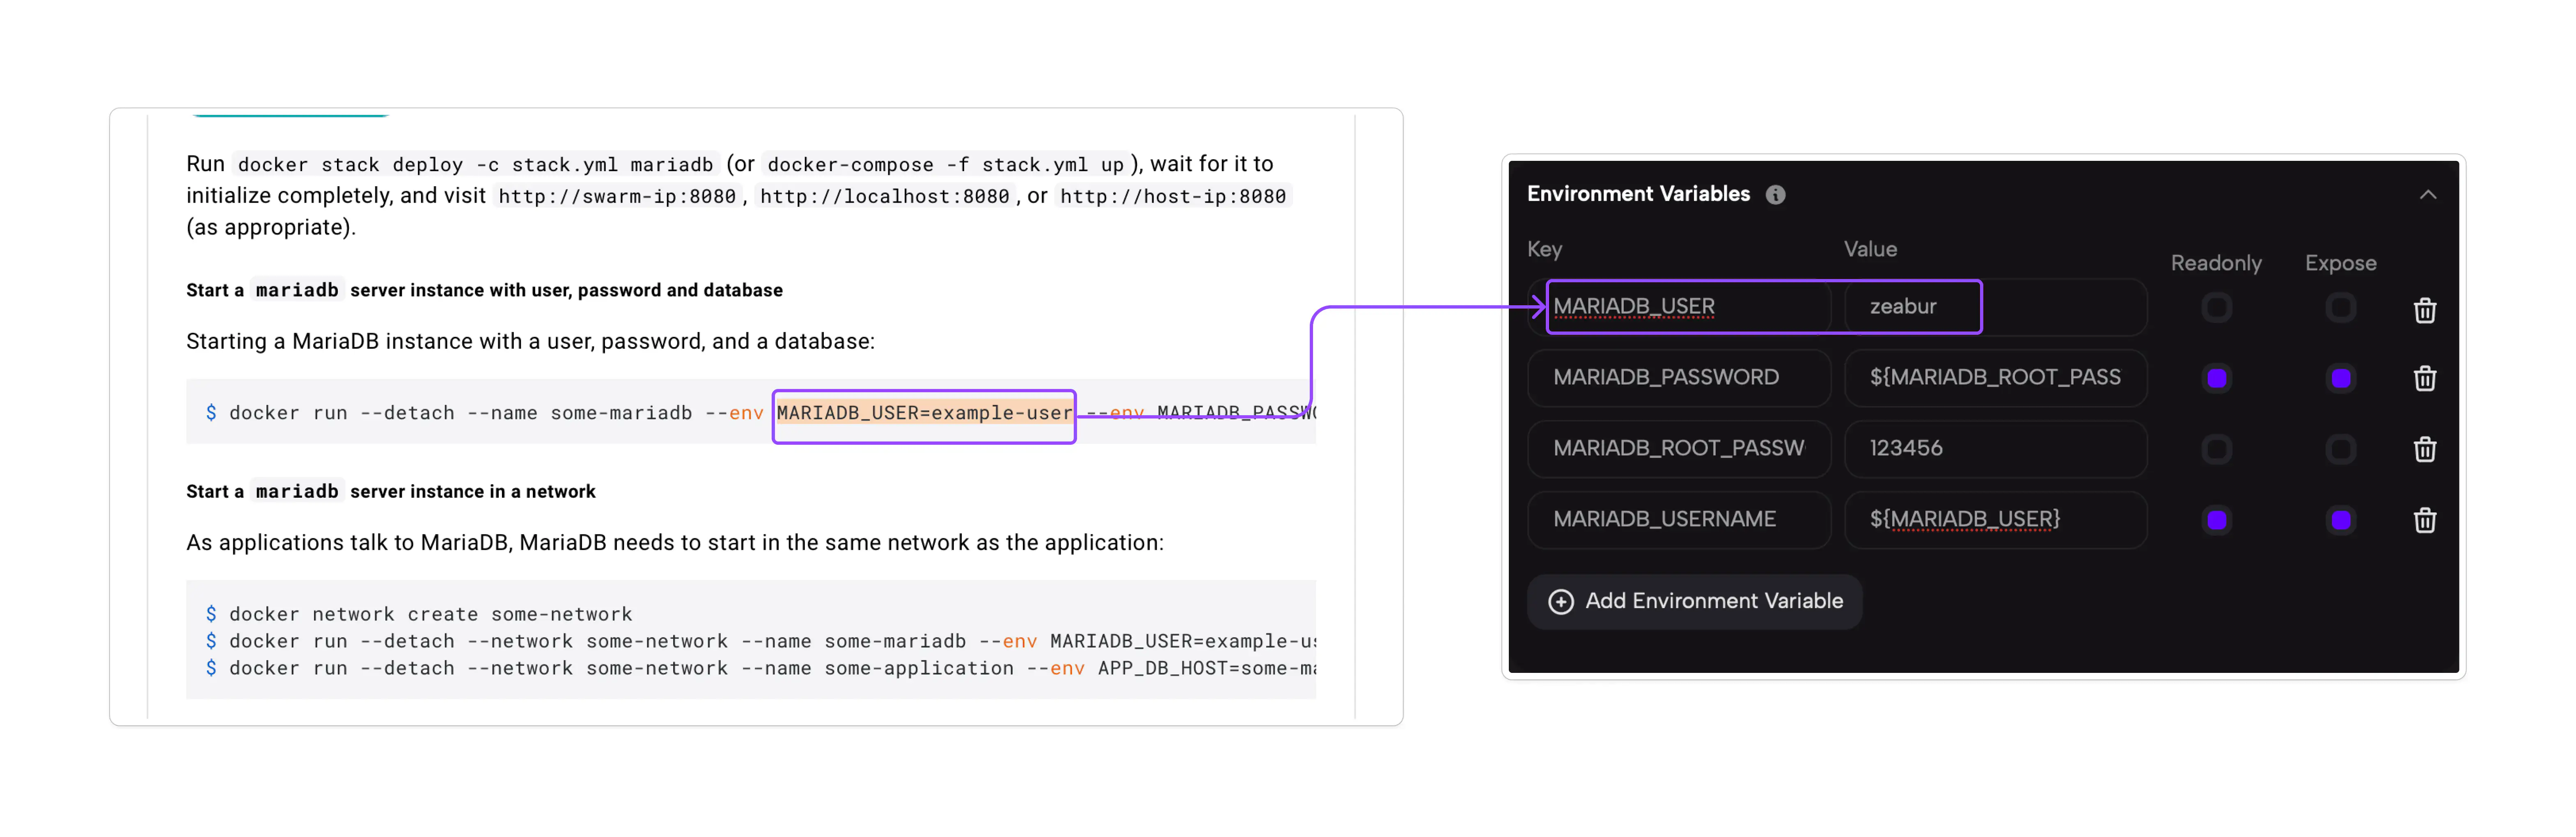 Run docker stack deploy -c stack.yml mariadb (or docker-compose -f stack.yml up), wait for it to
initialize completely, and visit http://swarm-ip:8080, http://localhost:8080, or http://host-ip:8080
(as appropriate).
Start a mariadb server instance with user, password and database
Starting a MariaDB instance with a user, password, and a database:
$ docker run --detach --name some-mariadb --env MARIADB_USER=example-user --env MARIADB_PASSWO
Start a mariadb server instance in a network
As applications talk to MariaDB, MariaDB needs to start in the same network as the application:
$ docker network create some-network
$ docker run --detach --network some-network --name some-mariadb --env MARIADB_USER=example-us
$ docker run --detach --network some-network --name some-application --env APP_DB_HOST=some-ma
Environment Variables
Key Value Readonly Expose
MARIADB_USER zeabur
MARIADB_PASSWORD ${MARIADB_ROOT_PASS
MARIADB_ROOT_PASSW 123456
MARIADB_USERNAME ${MARIADB_USER}
Add Environment Variable